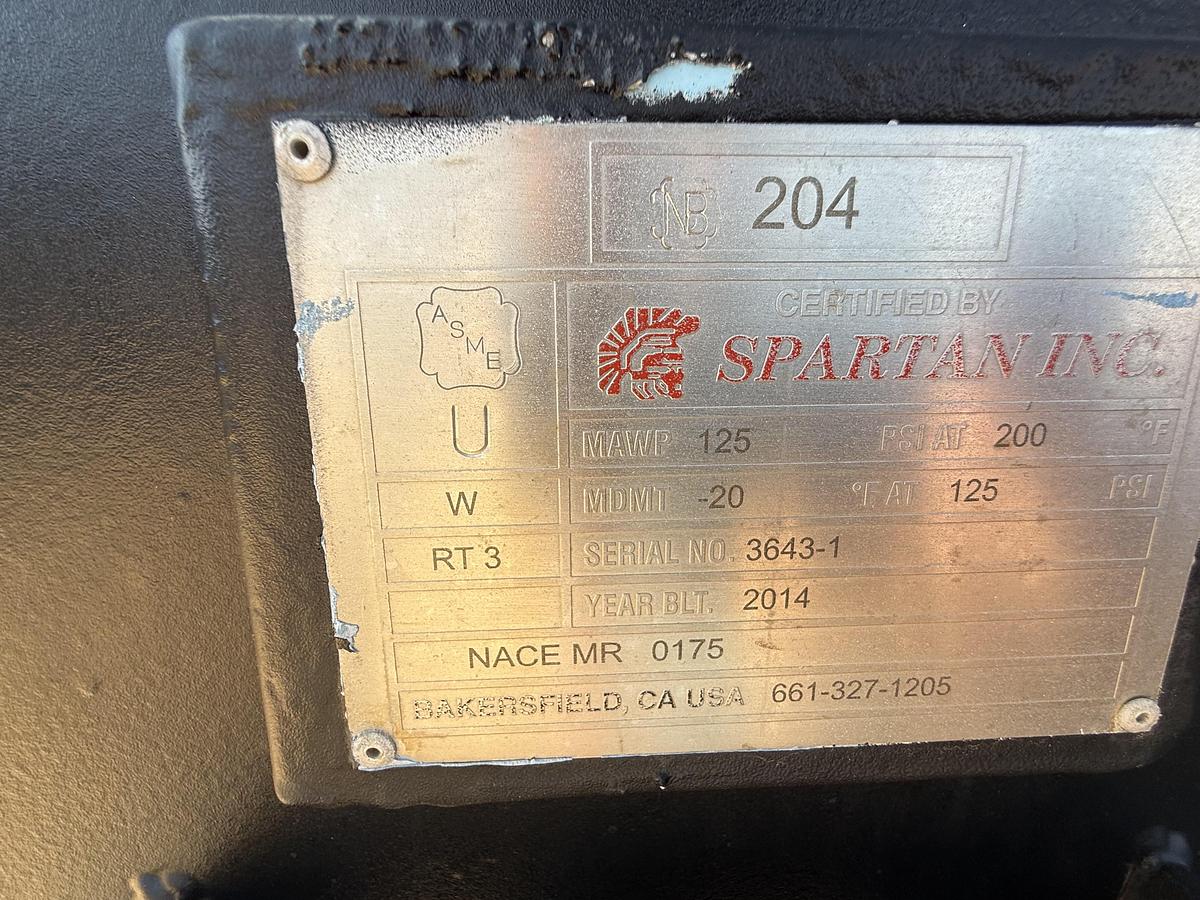 NB 204
ASME
U
W
RT 3
CERTIFIED BY
SPARTAN INC.
MAWP 125 PSI AT 200 °F
MDMT -20 °F AT 125 PSI
SERIAL NO. 3643-1
YEAR BLT. 2014
NACE MR 0175
BAKERSFIELD, CA USA 661-327-1205